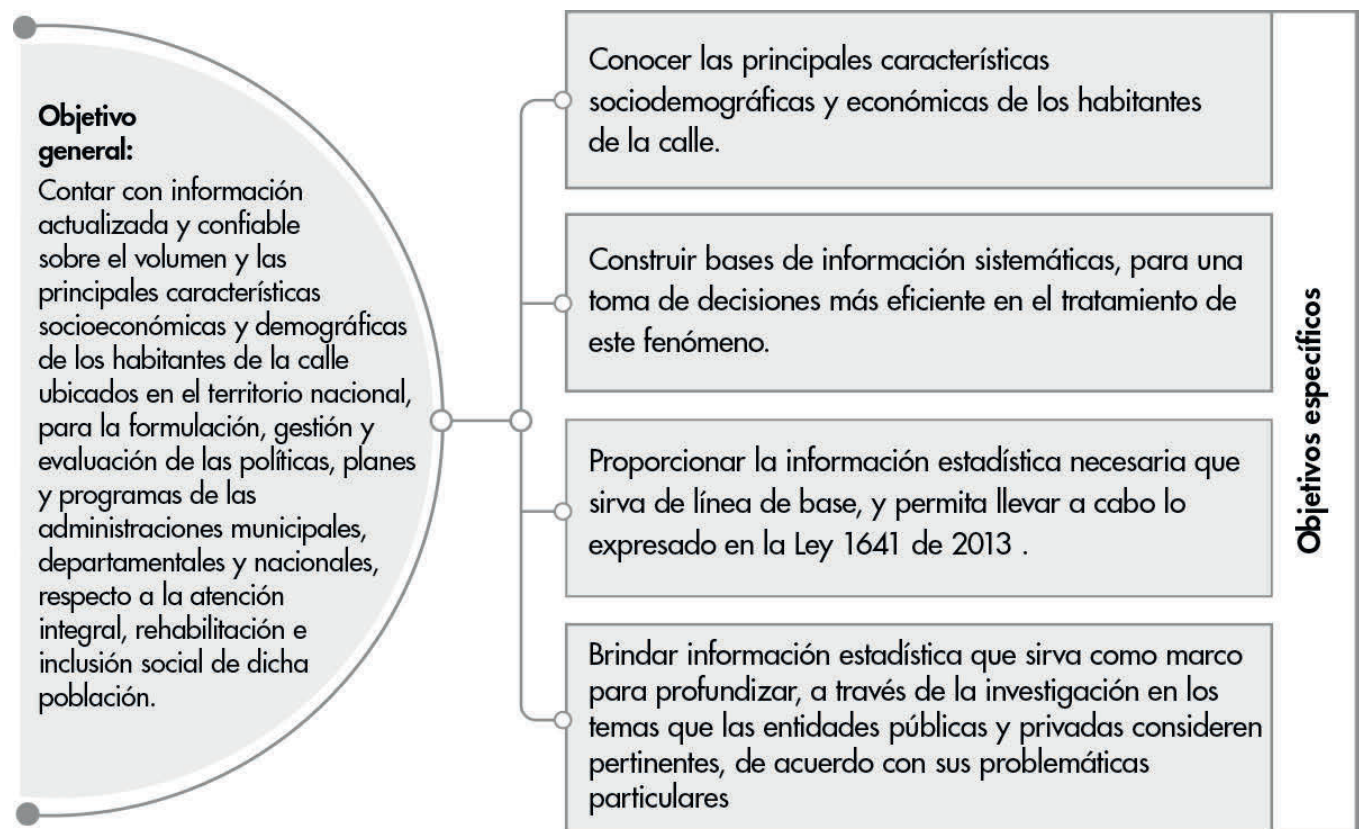 Objetivo
general:
Contar con información
actualizada y confiable
sobre el volumen y las
principales características
socioeconómicas y demográficas
de los habitantes de la calle
ubicados en el territorio nacional,
para la formulación, gestión y
evaluación de las políticas, planes
y programas de las
administraciones municipales,
departamentales y nacionales,
respecto a la atención
integral, rehabilitación e
inclusión social de dicha
población.
Conocer las principales características
sociodemográficas y económicas de los habitantes
de la calle.
Construir bases de información sistemáticas, para una
toma de decisiones más eficiente en el tratamiento de
este fenómeno.
Proporcionar la información estadística necesaria que
sirva de línea de base, y permita llevar a cabo lo
expresado en la Ley 1641 de 2013 .
Brindar información estadística que sirva como marco
para profundizar, a través de la investigación en los
temas que las entidades públicas y privadas consideren
pertinentes, de acuerdo con sus problemáticas
particulares
Objetivos específicos